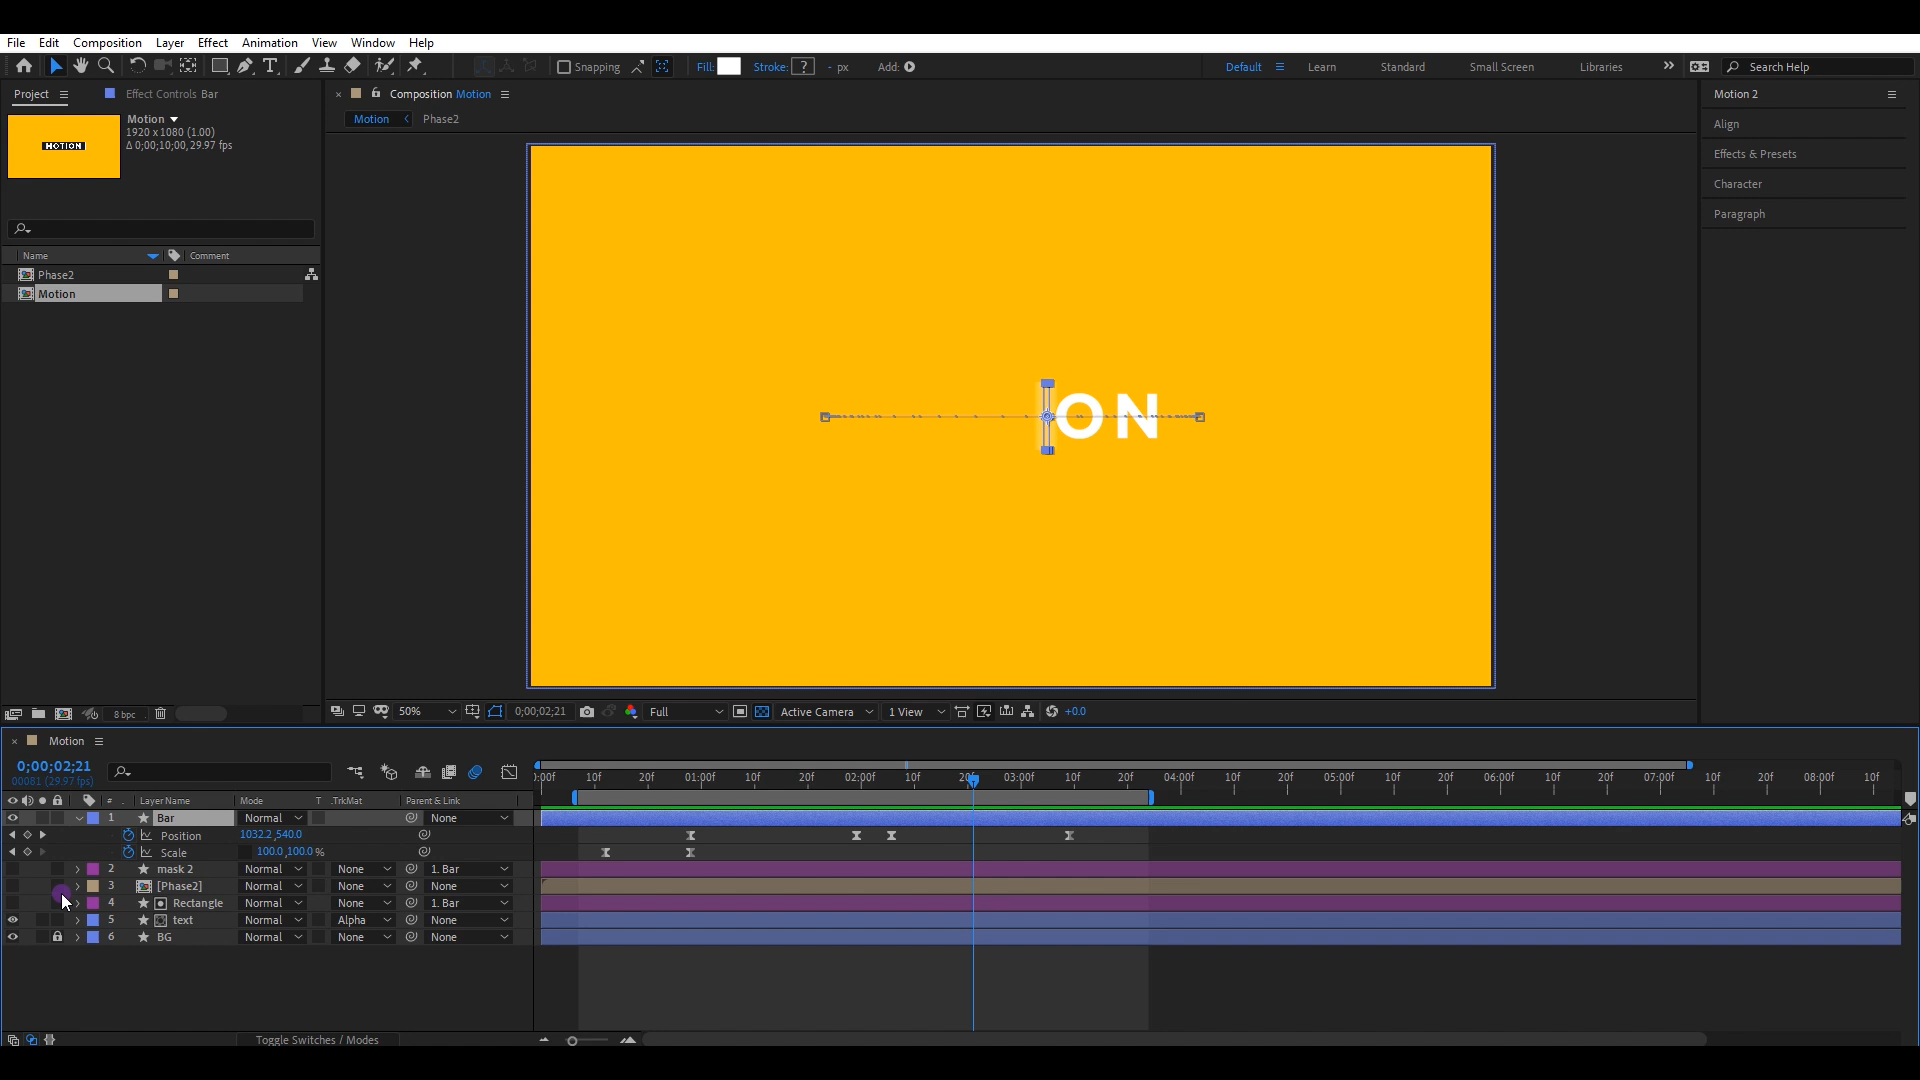 File Edit Composition Layer Effect Animation View Window Help
Snapping Fill: Stroke: ? - px Add: Default Learn Standard Small Screen Libraries Search Help
Project Effect Controls Bar Composition Motion Motion 2
Motion
1920 x 1080 (1.00)
Δ 0;00;10;00, 29.97 fps
MOTION
Motion Phase2
Align
Effects & Presets
Character
Paragraph
Name Comment
Phase2
Motion
ON
8 bpc 50% 0;00;02;21 Full Active Camera 1 View +0.0
Motion
0;00;02;21
00081 (29.97 fps)
:00f 10f 20f 01:00f 10f 20f 02:00f 10f 20f 03:00f 10f 20f 04:00f 10f 20f 05:00f 10f 20f 06:00f 10f 20f 07:00f 10f 20f 08:00f 10f
# . Layer Name Mode T .TrkMat Parent & Link
1 Bar Normal None
Position 1032.2,540.0
Scale 100.0,100.0%
2 mask 2 Normal None 1. Bar
3 [Phase2] Normal None None
4 Rectangle Normal None 1. Bar
5 text Normal Alpha None
6 BG Normal None None
Toggle Switches / Modes